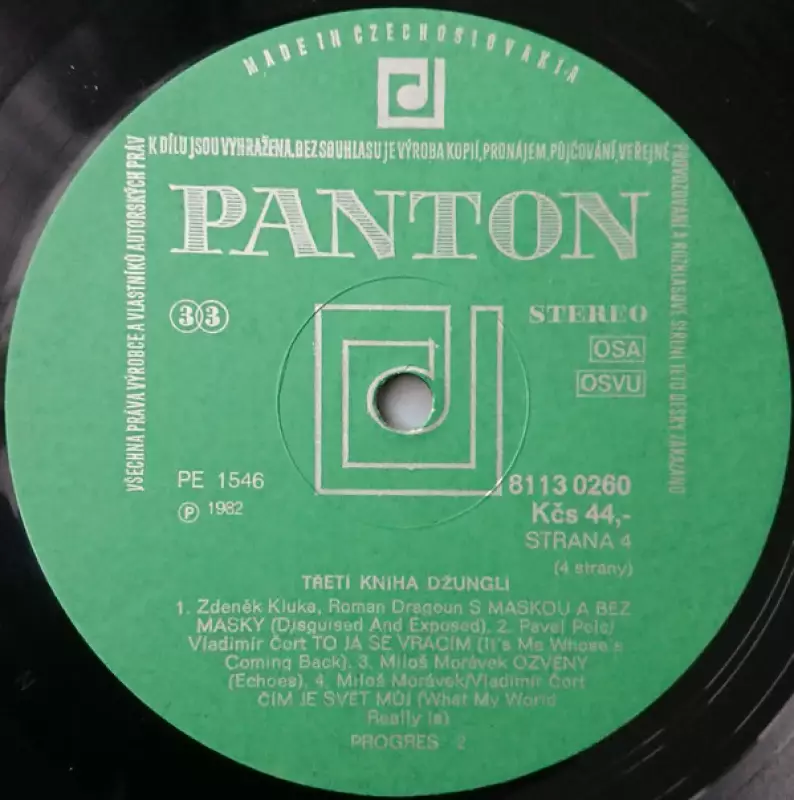 MADE IN CZECHOSLOVAKIA
VŠECHNA PRÁVA VÝROBCE A VLASTNÍKŮ AUTORSKÝCH PRÁV
K DÍLU JSOU VYHRAŽENA. BEZ SOUHLASU JE VÝROBA KOPIÍ, PRONÁJEM, PŮJČOVÁNÍ, VEŘEJNÉ
PROVOZOVÁNÍ A ROZHLASOVÉ ŠÍŘENÍ TÉTO DESKY ZAKÁZÁNO
PANTON
33
STEREO
OSA
OSVU
PE 1546
Ⓟ 1982
8113 0260
Kčs 44,-
STRANA 4
(4 strany)
TŘETÍ KNIHA DŽUNGLÍ
1. Zdeněk Kluka, Roman Dragoun S MASKOU A BEZ
MASKY (Disguised And Exposed), 2. Pavel Pelc/
Vladimír Čort TO JÁ SE VRACÍM (It's Me Whose's
Coming Back), 3. Miloš Morávek OZVĚNY
(Echoes), 4. Miloš Morávek/Vladimír Čort
ČÍM JE SVĚT MŮJ (What My World
Really Is)
PROGRES 2